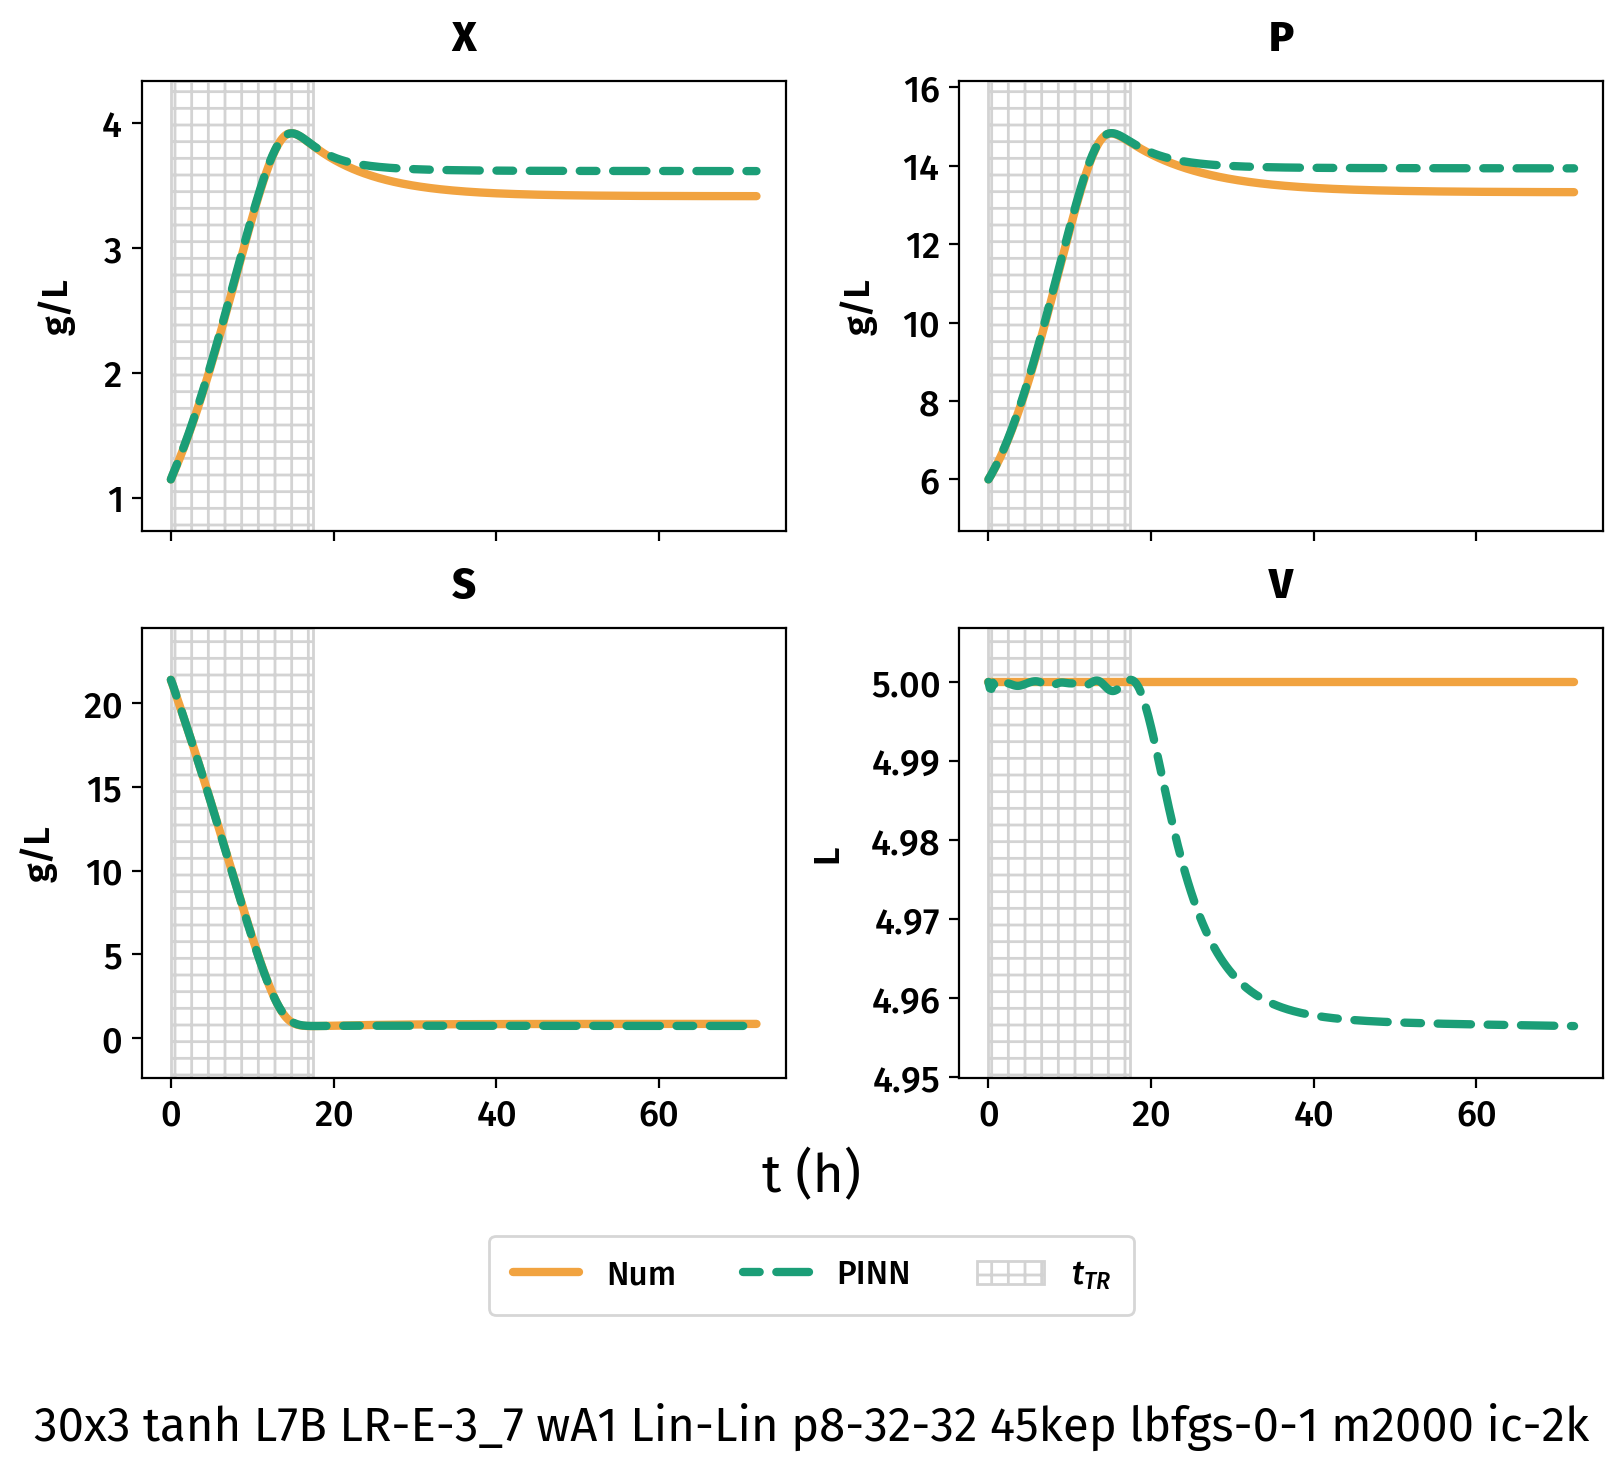 X
4
3
2
1
g/L
P
16
14
12
10
8
6
g/L
S
20
15
10
5
0
g/L
0 20 40 60
V
5.00
4.99
4.98
4.97
4.96
4.95
L
0 20 40 60
t (h)
Num PINN t_TR
30x3 tanh L7B LR-E-3_7 wA1 Lin-Lin p8-32-32 45kep lbfgs-0-1 m2000 ic-2k